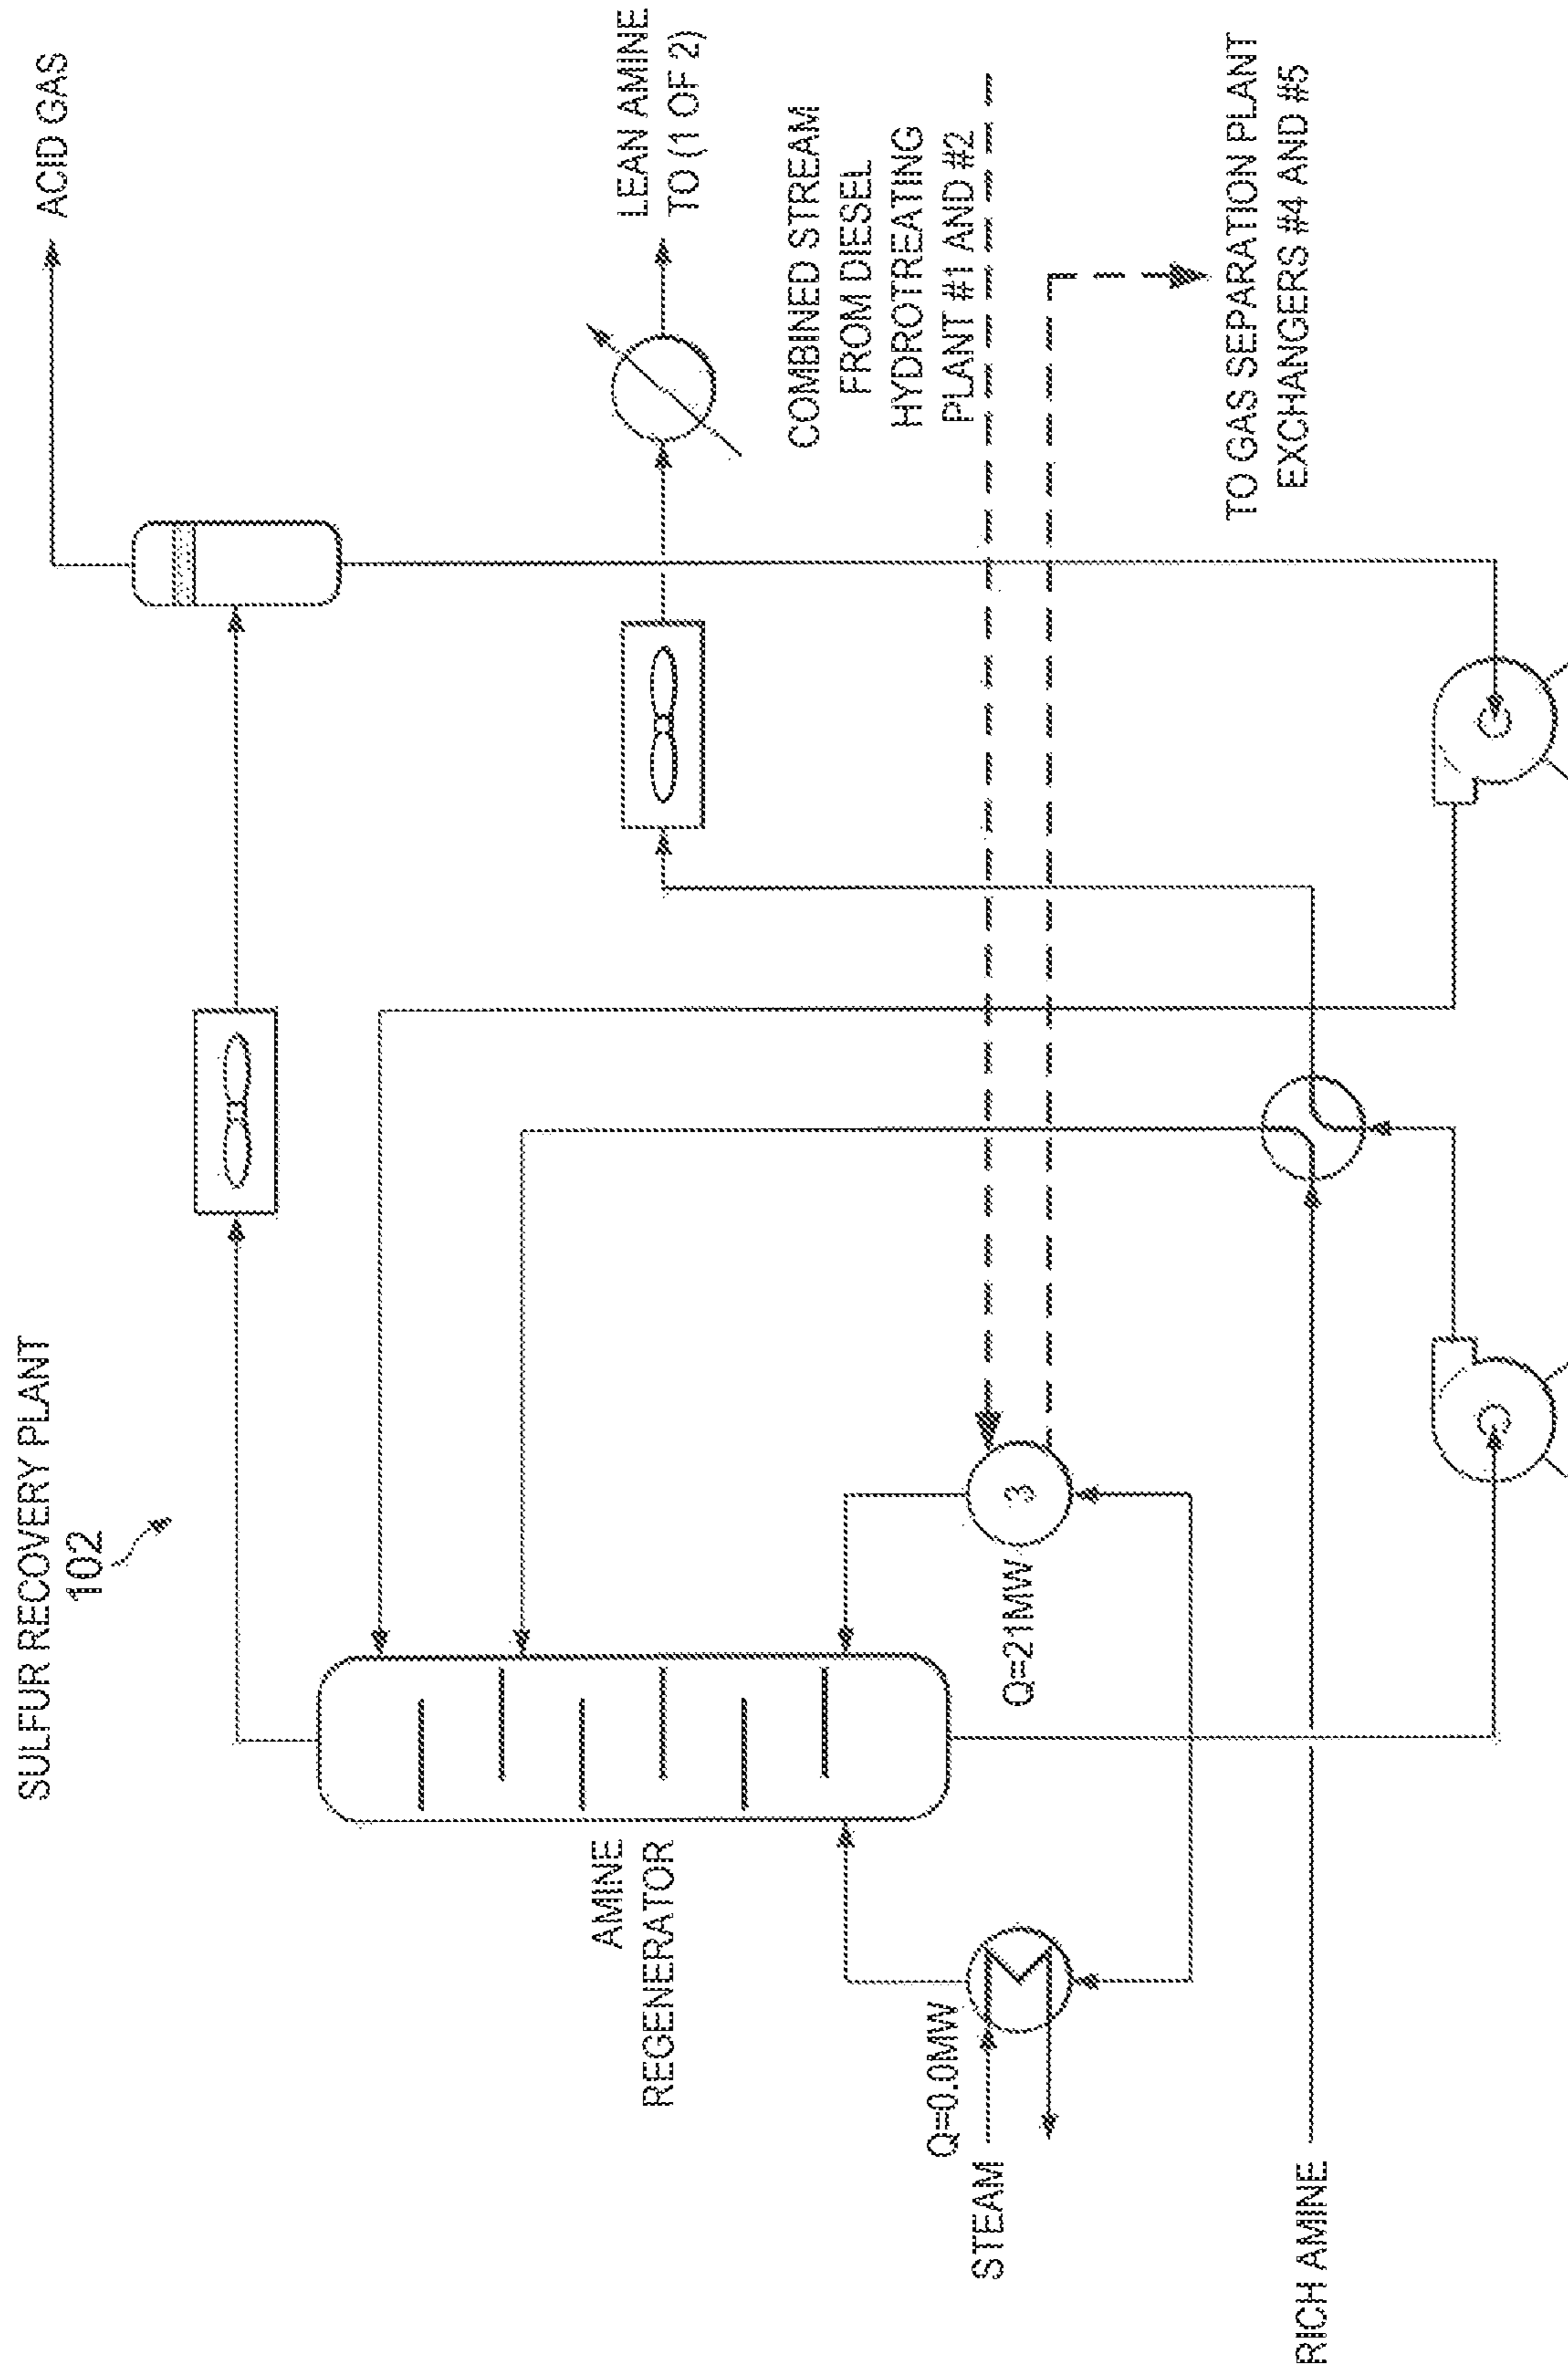 SULFUR RECOVERY PLANT
102
ACID GAS
LEAN AMINE
TO (1 OF 2)
AMINE
REGENERATOR
COMBINED STREAM
FROM DIESEL
HYDROTREATING
PLANT #1 AND #2
Q=0.0MW
STEAM
3
Q=21MW
TO GAS SEPARATION PLANT
EXCHANGERS #4 AND #5
RICH AMINE